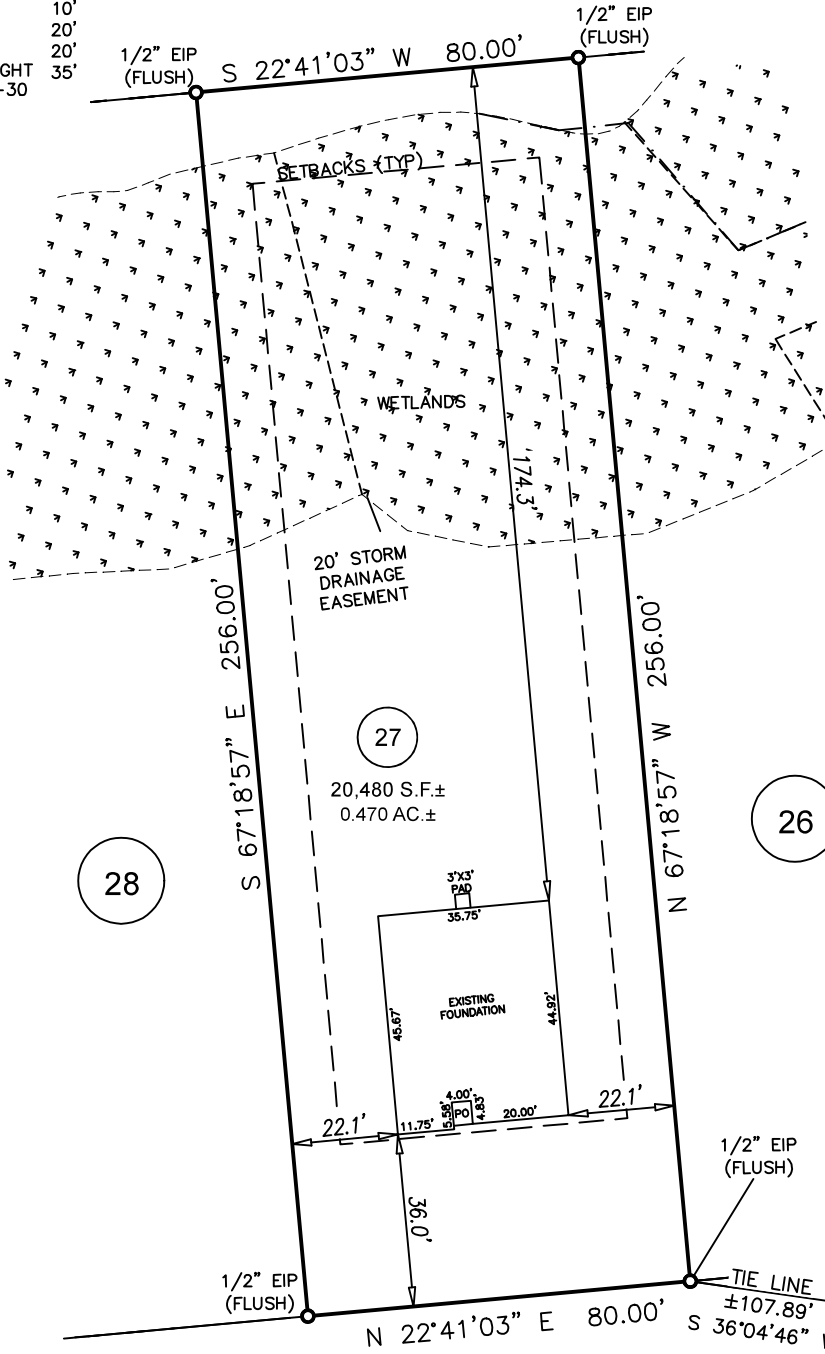 10'
20'
20'
GHT 35'
-30
1/2" EIP
(FLUSH)
S 22°41'03" W 80.00'
1/2" EIP
(FLUSH)
SETBACKS (TYP)
WETLANDS
'174.3'
20' STORM
DRAINAGE
EASEMENT
S 67°18'57" E 256.00'
N 67°18'57" W 256.00'
27
20,480 S.F.±
0.470 AC.±
28
26
3'X3'
PAD
35.75'
EXISTING
FOUNDATION
45.67'
44.92'
4.00'
5.58'
PO
4.83'
11.75'
20.00'
22.1'
22.1'
36.0'
1/2" EIP
(FLUSH)
1/2" EIP
(FLUSH)
TIE LINE
±107.89'
S 36°04'46"
N 22°41'03" E 80.00'